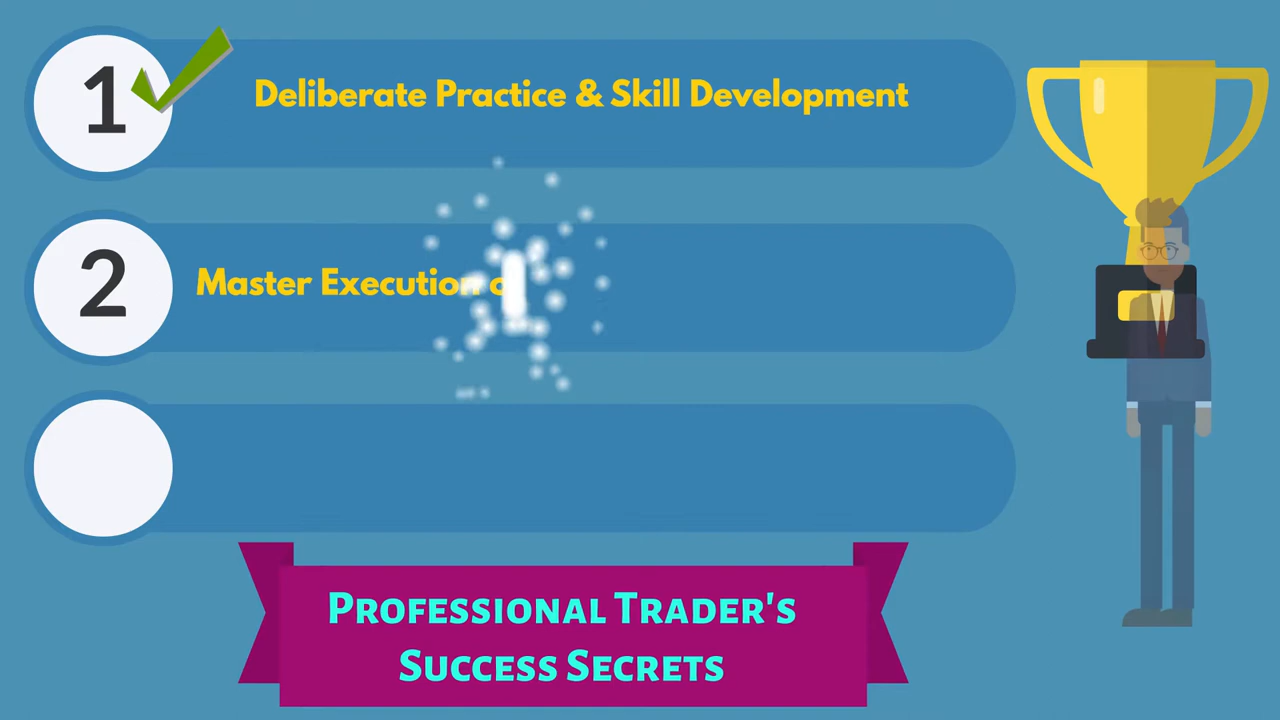 1
Deliberate Practice & Skill Development
2
Master Execution
Professional Trader's
Success Secrets